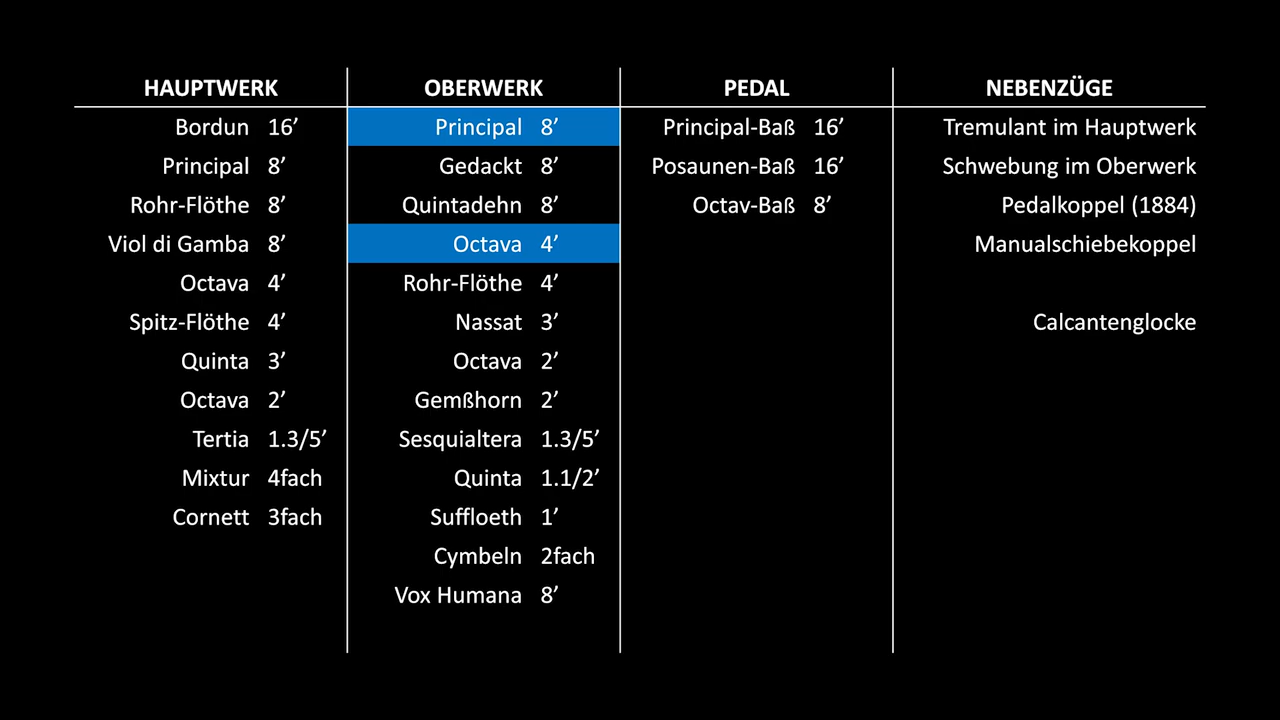 HAUPTWERK OBERWERK PEDAL NEBENZÜGE
Bordun 16’ Principal 8’ Principal-Baß 16’ Tremulant im Hauptwerk
Principal 8’ Gedackt 8’ Posaunen-Baß 16’ Schwebung im Oberwerk
Rohr-Flöthe 8’ Quintadehn 8’ Octav-Baß 8’ Pedalkoppel (1884)
Viol di Gamba 8’ Octava 4’ Manualschiebekoppel
Octava 4’ Rohr-Flöthe 4’
Spitz-Flöthe 4’ Nassat 3’ Calcantenglocke
Quinta 3’ Octava 2’
Octava 2’ Gemßhorn 2’
Tertia 1.3/5’ Sesquialtera 1.3/5’
Mixtur 4fach Quinta 1.1/2’
Cornett 3fach Suffloeth 1’
Cymbeln 2fach
Vox Humana 8’